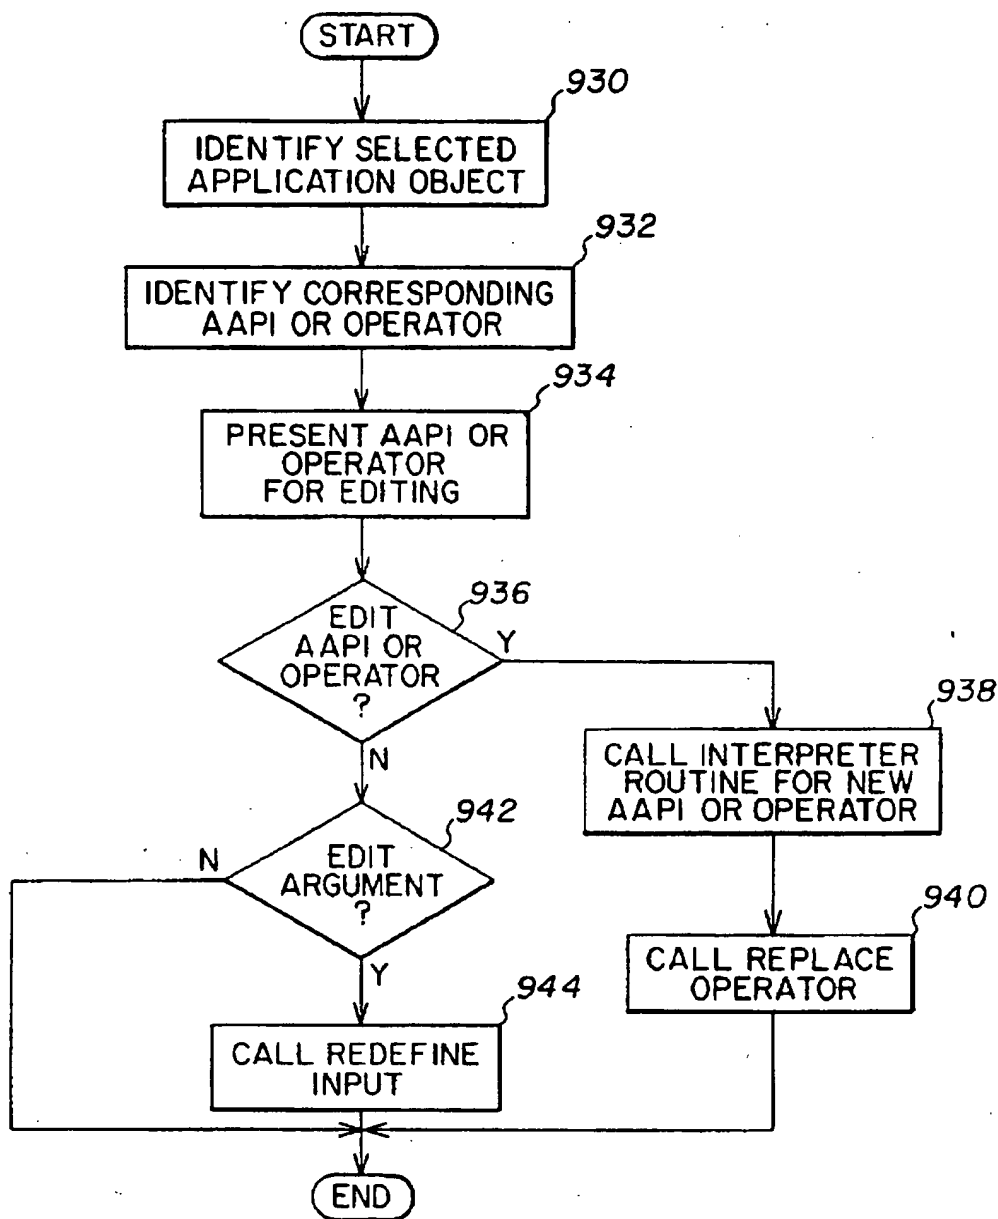 START
930
IDENTIFY SELECTED
APPLICATION OBJECT
932
IDENTIFY CORRESPONDING
AAPI OR OPERATOR
934
PRESENT AAPI OR
OPERATOR
FOR EDITING
936
EDIT
AAPI OR
OPERATOR
?
Y
N
938
CALL INTERPRETER
ROUTINE FOR NEW
AAPI OR OPERATOR
942
EDIT
ARGUMENT
?
N
Y
940
CALL REPLACE
OPERATOR
944
CALL REDEFINE
INPUT
END